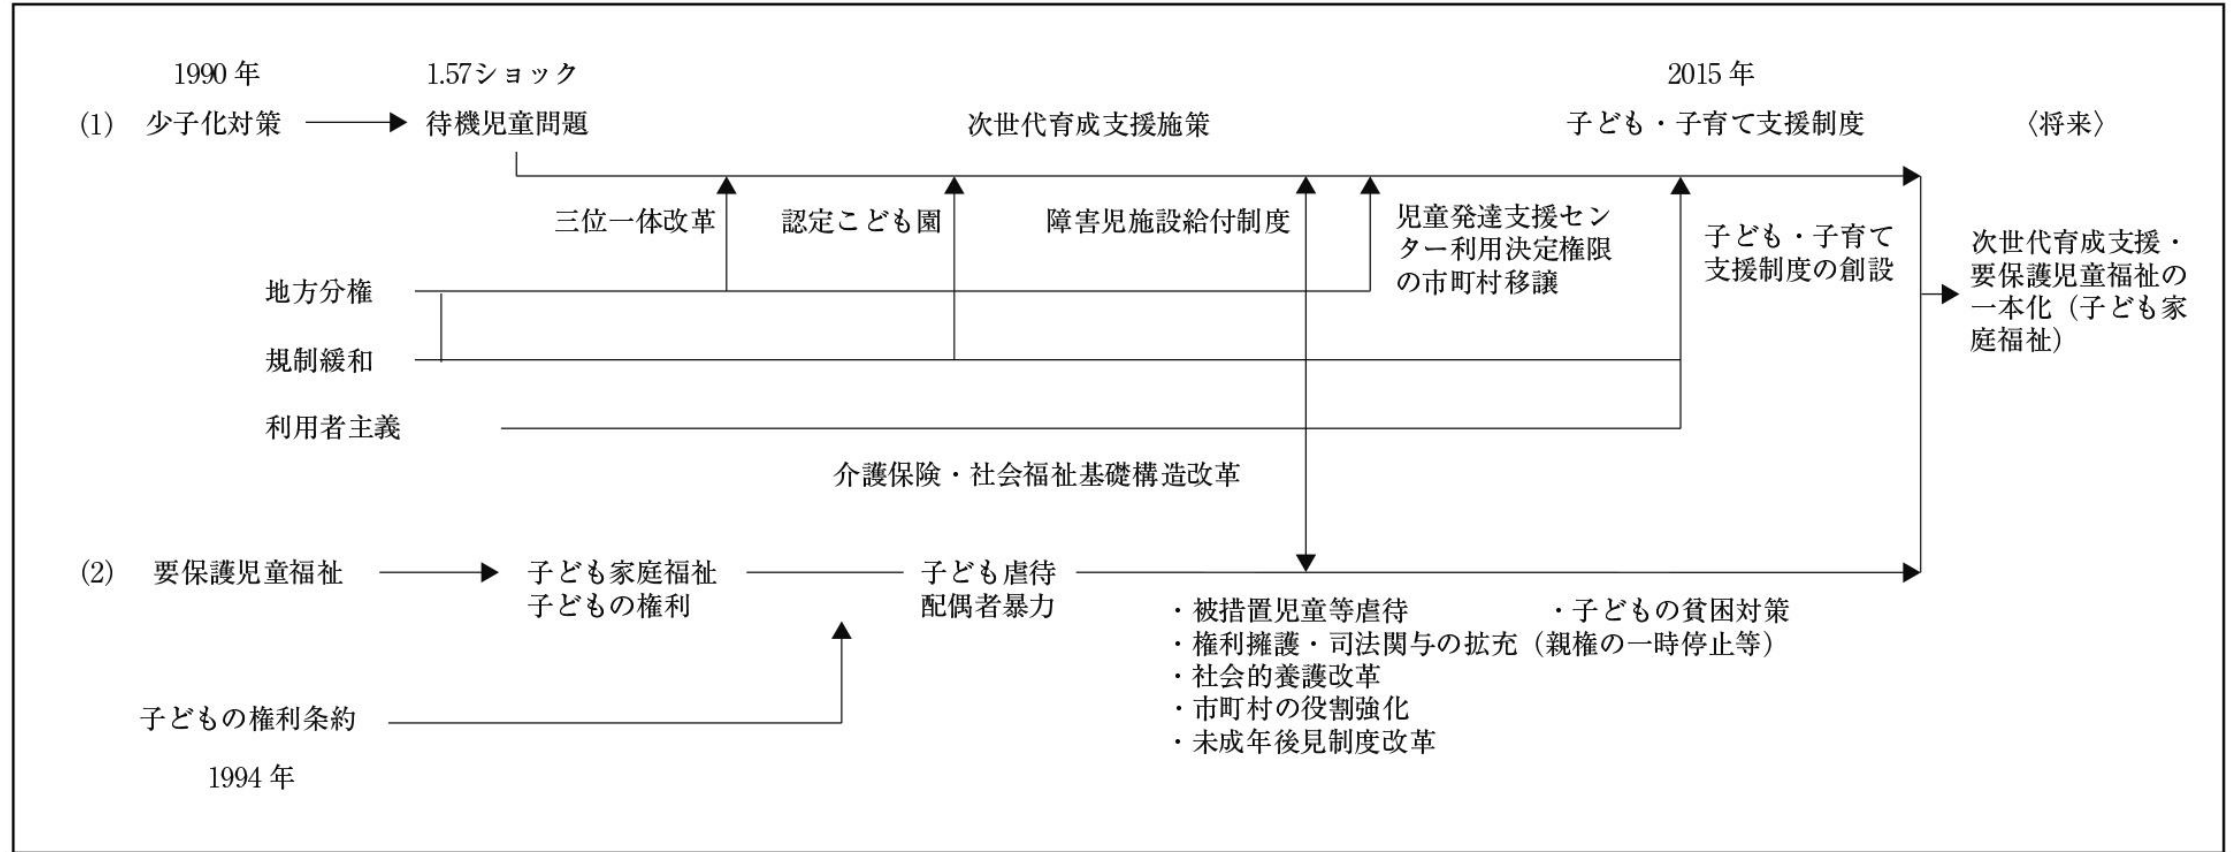 1990 年
1.57ショック
2015 年
(1)
少子化対策
待機児童問題
次世代育成支援施策
子ども・子育て支援制度
〈将来〉
三位一体改革
認定こども園
障害児施設給付制度
児童発達支援セン
ター利用決定権限
の市町村移譲
子ども・子育て
支援制度の創設
次世代育成支援・
要保護児童福祉の
一本化（子ども家
庭福祉）
地方分権
規制緩和
利用者主義
介護保険・社会福祉基礎構造改革
(2)
要保護児童福祉
子ども家庭福祉
子どもの権利
子ども虐待
配偶者暴力
・被措置児童等虐待
・子どもの貧困対策
・権利擁護・司法関与の拡充（親権の一時停止等）
・社会的養護改革
・市町村の役割強化
・未成年後見制度改革
子どもの権利条約
1994 年